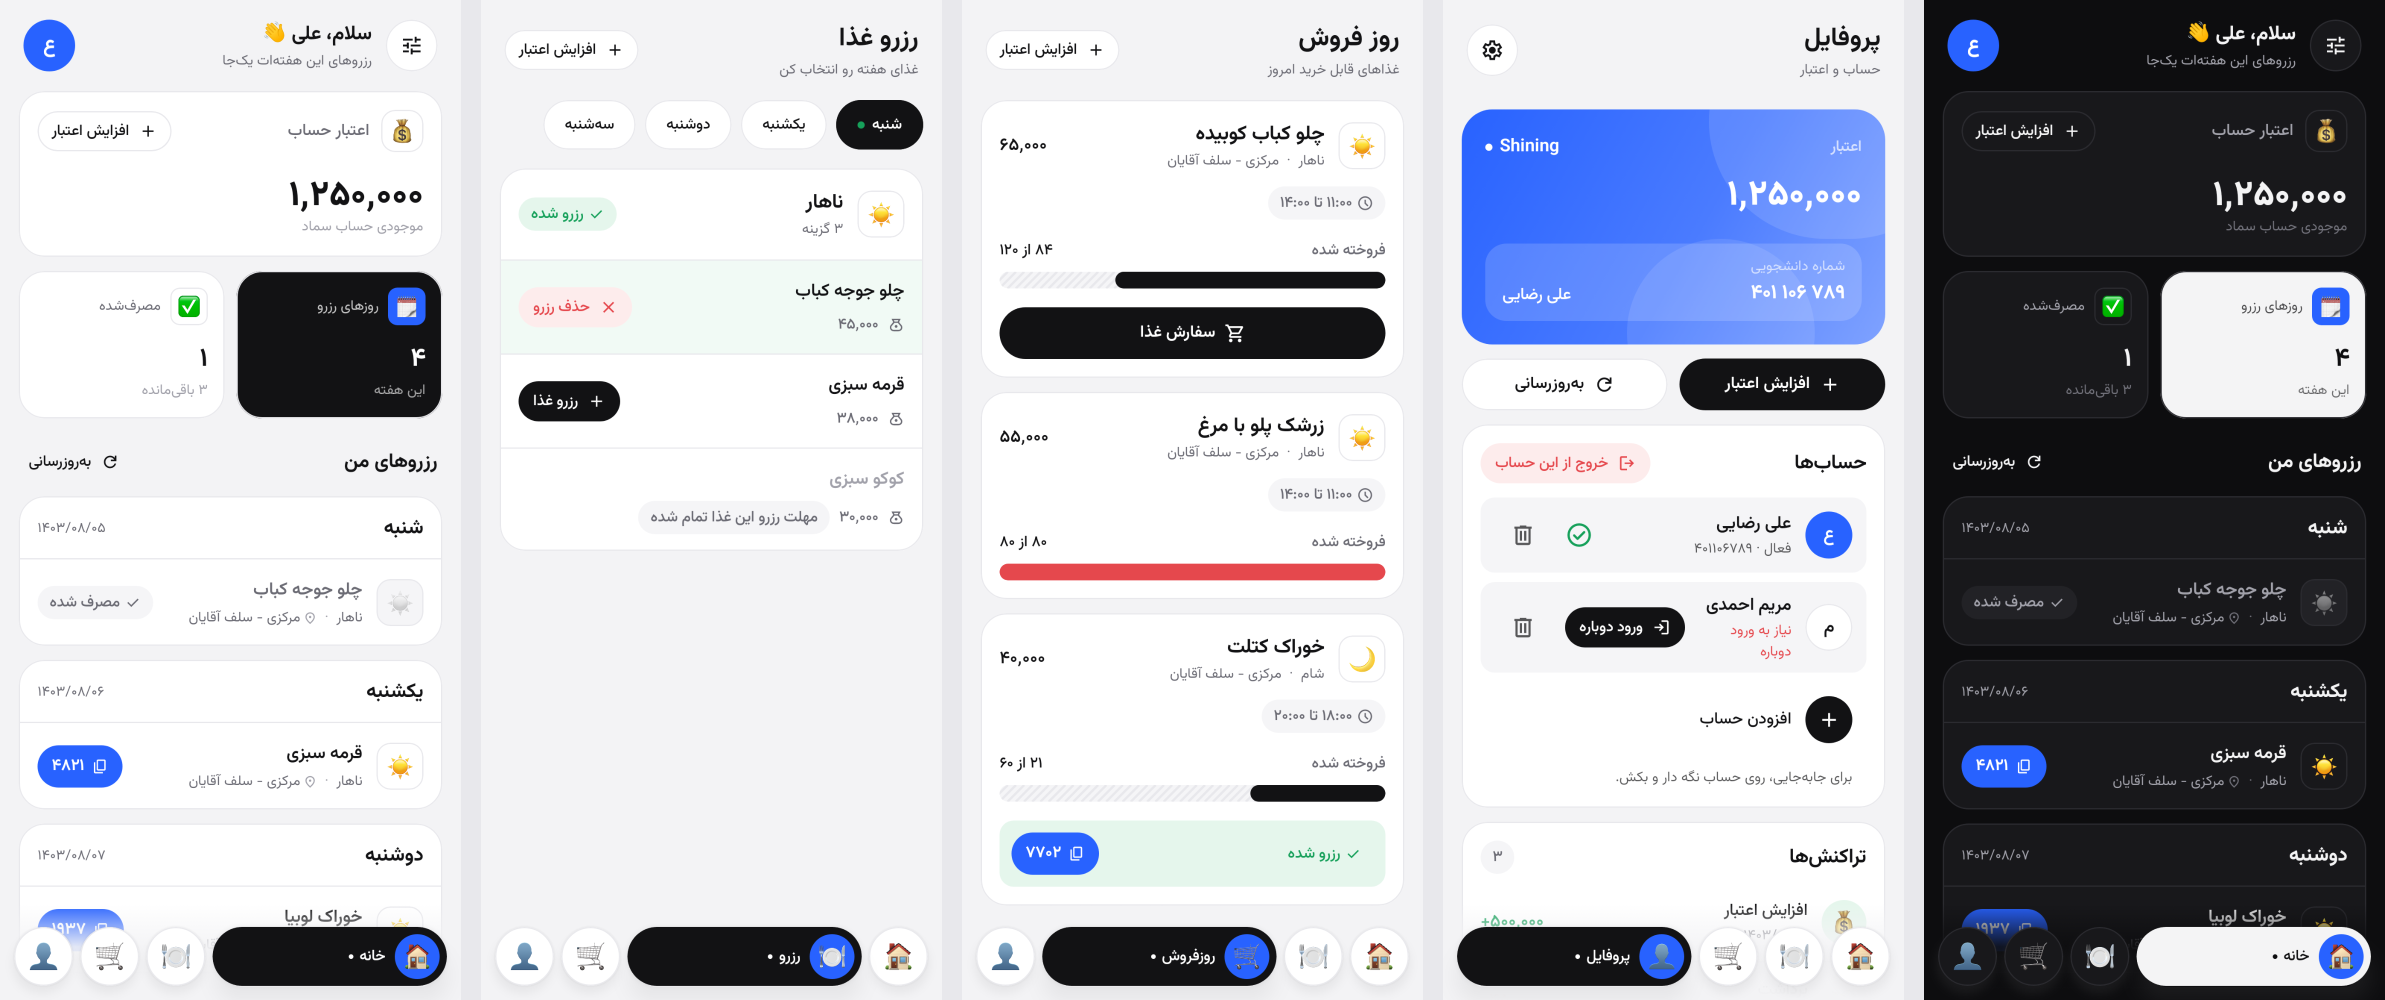 سلام، علی 👋
رزروهای این هفته‌ات یک‌جا
ع
اعتبار حساب
افزایش اعتبار
۱,۲۵۰,۰۰۰
موجودی حساب سماد
روزهای رزرو
۴
این هفته
مصرف‌شده
۱
۳ باقی‌مانده
رزروهای من
به‌روزرسانی
شنبه
۱۴۰۳/۰۸/۰۵
چلو جوجه کباب
ناهار · مرکزی - سلف آقایان
مصرف شده
یکشنبه
۱۴۰۳/۰۸/۰۶
قرمه سبزی
ناهار · مرکزی - سلف آقایان
۴۸۲۱
دوشنبه
۱۴۰۳/۰۸/۰۷
خوراک لوبیا
۱۹۳۷
خانه •
رزرو غذا
غذای هفته رو انتخاب کن
افزایش اعتبار
شنبه
یکشنبه
دوشنبه
سه‌شنبه
ناهار
۳ گزینه
رزرو شده
چلو جوجه کباب
۴۵,۰۰۰
حذف رزرو
قرمه سبزی
۳۸,۰۰۰
رزرو غذا
کوکو سبزی
۳۰,۰۰۰
مهلت رزرو این غذا تمام شده
رزرو •
روز فروش
غذاهای قابل خرید امروز
افزایش اعتبار
چلو کباب کوبیده
ناهار · مرکزی - سلف آقایان
۶۵,۰۰۰
۱۱:۰۰ تا ۱۴:۰۰
فروخته شده
۸۴ از ۱۲۰
سفارش غذا
زرشک پلو با مرغ
ناهار · مرکزی - سلف آقایان
۵۵,۰۰۰
۱۱:۰۰ تا ۱۴:۰۰
فروخته شده
۸۰ از ۸۰
خوراک کتلت
شام · مرکزی - سلف آقایان
۴۰,۰۰۰
۱۸:۰۰ تا ۲۰:۰۰
فروخته شده
۲۱ از ۶۰
رزرو شده
۷۷۰۲
روزفروش •
پروفایل
حساب و اعتبار
اعتبار
Shining
۱,۲۵۰,۰۰۰
شماره دانشجویی
۴۰۱ ۱۰۶ ۷۸۹
علی رضایی
افزایش اعتبار
به‌روزرسانی
حساب‌ها
خروج از این حساب
ع
علی رضایی
فعال · ۴۰۱۱۰۶۷۸۹
م
مریم احمدی
نیاز به ورود
دوباره
ورود دوباره
افزودن حساب
برای جابه‌جایی، روی حساب نگه دار و بکش.
تراکنش‌ها
۳
افزایش اعتبار
+۵۰۰,۰۰۰
پروفایل •
سلام، علی 👋
رزروهای این هفته‌ات یک‌جا
ع
اعتبار حساب
افزایش اعتبار
۱,۲۵۰,۰۰۰
موجودی حساب سماد
روزهای رزرو
۴
این هفته
مصرف‌شده
۱
۳ باقی‌مانده
رزروهای من
به‌روزرسانی
شنبه
۱۴۰۳/۰۸/۰۵
چلو جوجه کباب
ناهار · مرکزی - سلف آقایان
مصرف شده
یکشنبه
۱۴۰۳/۰۸/۰۶
قرمه سبزی
ناهار · مرکزی - سلف آقایان
۴۸۲۱
دوشنبه
۱۴۰۳/۰۸/۰۷
خوراک لوبیا
۱۹۳۷
خانه •